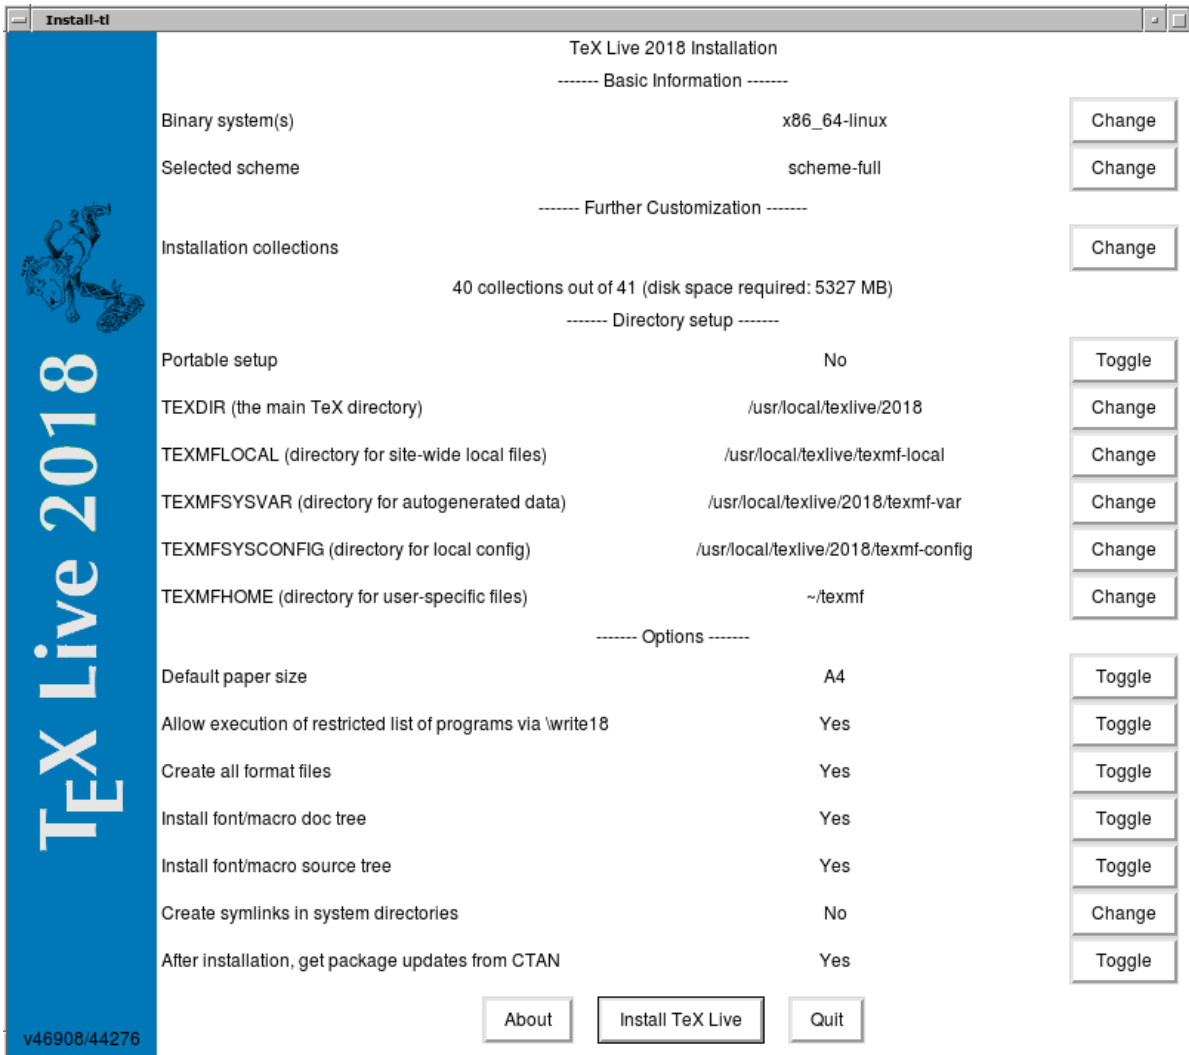 Install-tl
TeX Live 2018 Installation
------- Basic Information -------
Binary system(s) x86_64-linux Change
Selected scheme scheme-full Change
------- Further Customization -------
Installation collections Change
40 collections out of 41 (disk space required: 5327 MB)
------- Directory setup -------
Portable setup No Toggle
TEXDIR (the main TeX directory) /usr/local/texlive/2018 Change
TEXMFLOCAL (directory for site-wide local files) /usr/local/texlive/texmf-local Change
TEXMFSYSVAR (directory for autogenerated data) /usr/local/texlive/2018/texmf-var Change
TEXMFSYSCONFIG (directory for local config) /usr/local/texlive/2018/texmf-config Change
TEXMFHOME (directory for user-specific files) ~/texmf Change
------- Options -------
Default paper size A4 Toggle
Allow execution of restricted list of programs via \write18 Yes Toggle
Create all format files Yes Toggle
Install font/macro doc tree Yes Toggle
Install font/macro source tree Yes Toggle
Create symlinks in system directories No Change
After installation, get package updates from CTAN Yes Toggle
About Install TeX Live Quit
TEX Live 2018
v46908/44276